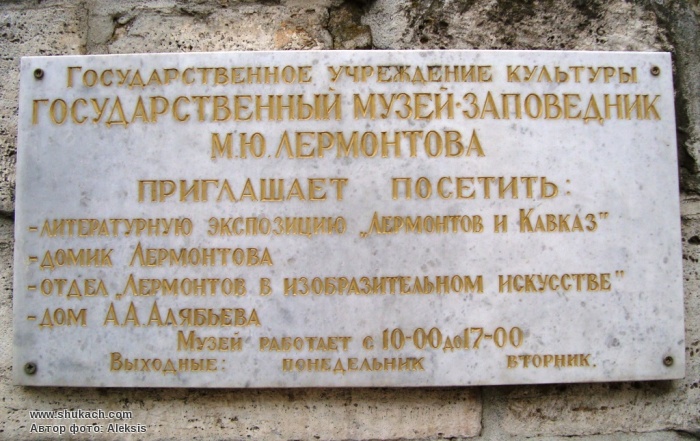 Государственное учреждение культуры
государственный музей-заповедник
М.Ю.Лермонтова
приглашает посетить:
-литературную экспозицию „Лермонтов и Кавказ"
-домик Лермонтова
-отдел „Лермонтов в изобразительном искусстве"
-дом А.А.Алябьева
Музей работает с 10-00 до 17-00
Выходные: понедельник вторник.
www.shukach.com
Автор фото: Aleksis